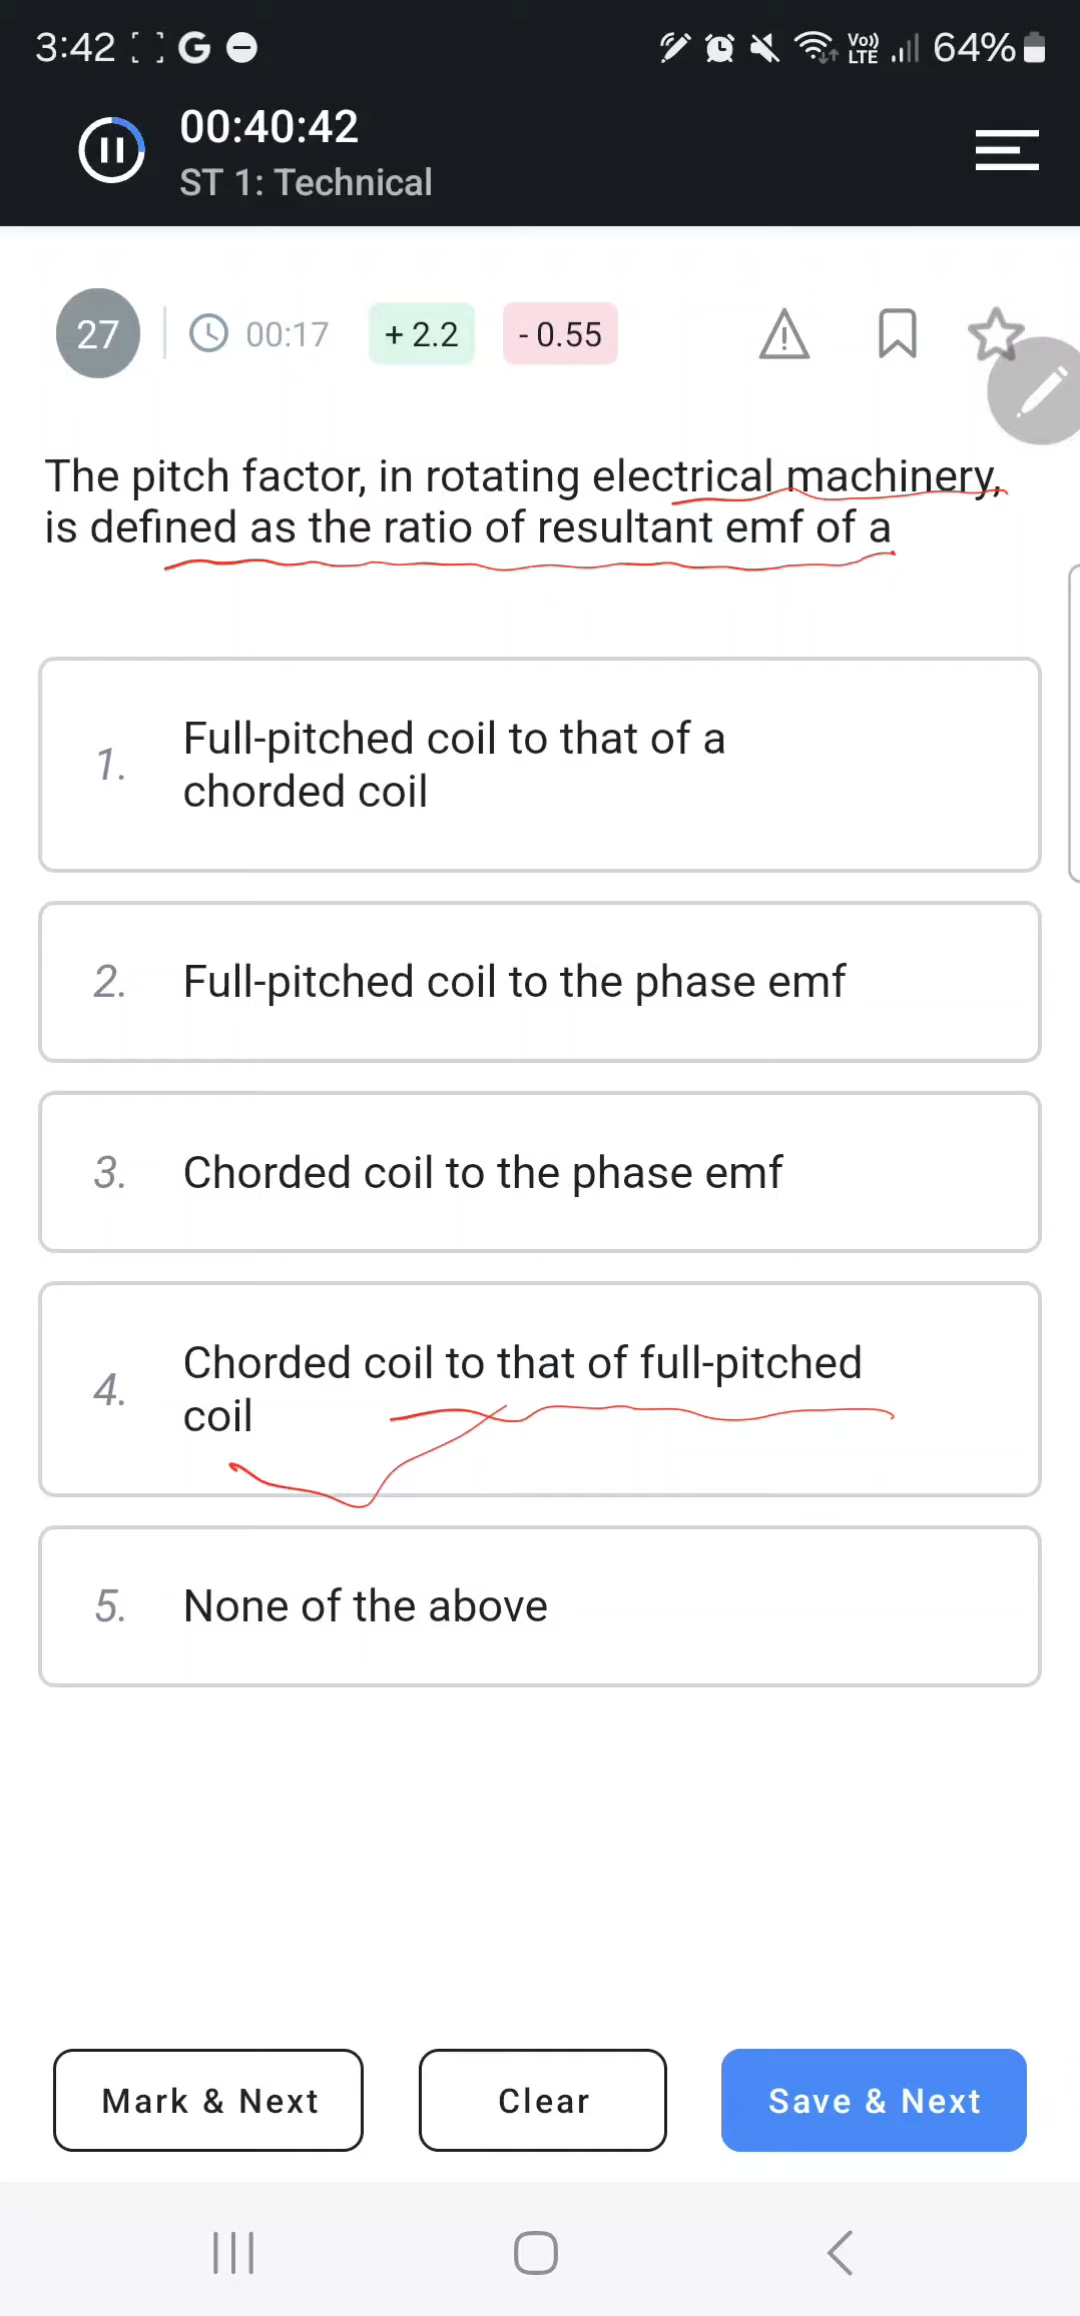 3:42
Vo))
LTE
64%
00:40:42
ST 1: Technical
27
00:17
+ 2.2
- 0.55
The pitch factor, in rotating electrical machinery,
is defined as the ratio of resultant emf of a
1.
Full-pitched coil to that of a
chorded coil
2.
Full-pitched coil to the phase emf
3.
Chorded coil to the phase emf
4.
Chorded coil to that of full-pitched
coil
5.
None of the above
Mark & Next
Clear
Save & Next